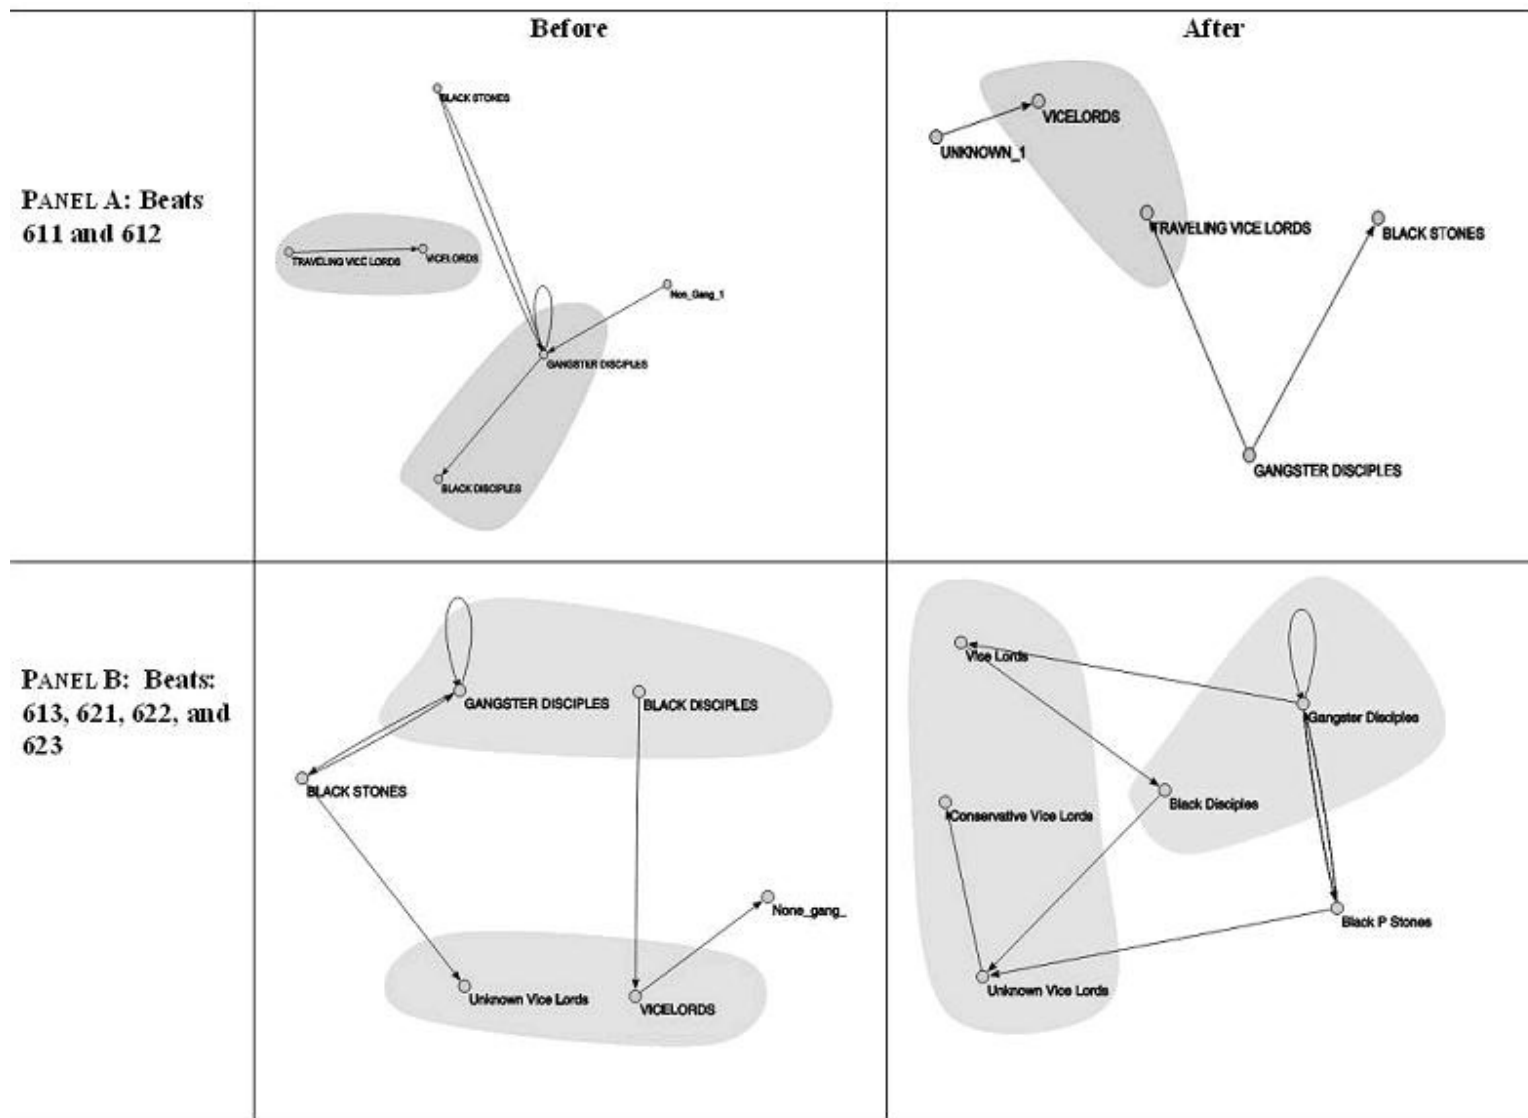 Before
After
PANEL A: Beats
611 and 612
BLACK STONES
TRAVELING VICE LORDS
VICELORDS
Non_Gang_1
GANGSTER DISCIPLES
BLACK DISCIPLES
VICELORDS
UNKNOWN_1
TRAVELING VICE LORDS
BLACK STONES
GANGSTER DISCIPLES
PANEL B: Beats:
613, 621, 622, and
623
GANGSTER DISCIPLES
BLACK DISCIPLES
BLACK STONES
None_gang_
Unknown Vice Lords
VICELORDS
Vice Lords
Gangster Disciples
Conservative Vice Lords
Black Disciples
Black P Stones
Unknown Vice Lords